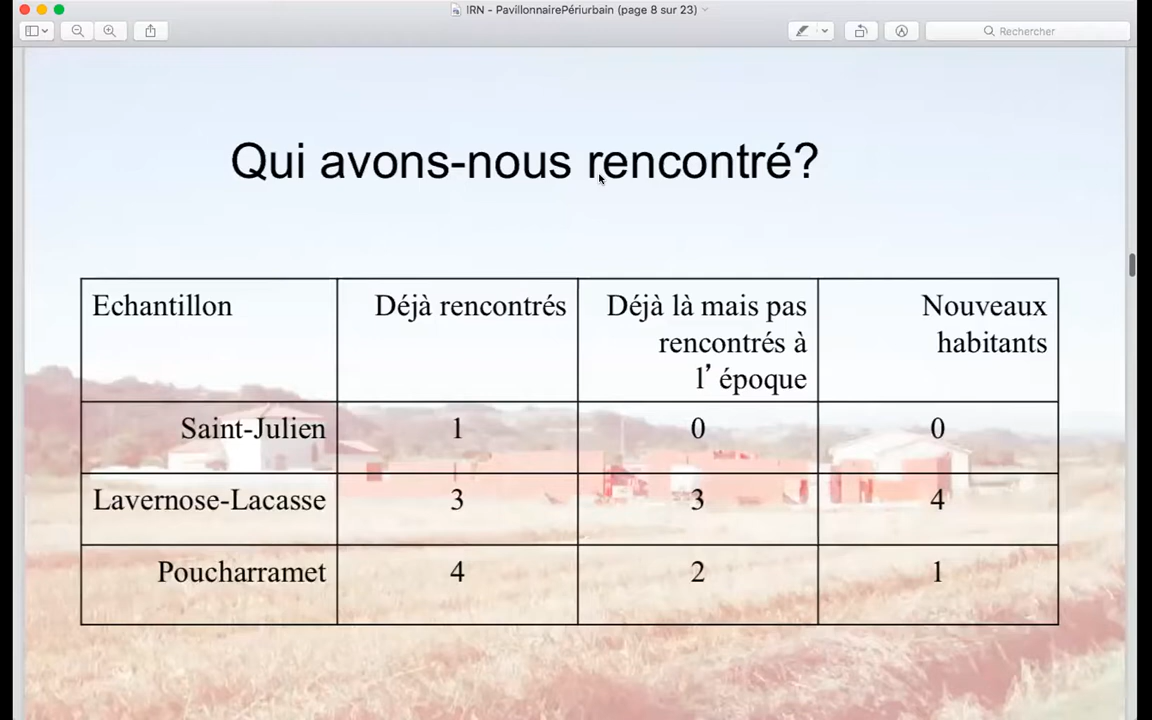 IRN - PavillonnairePériurbain (page 8 sur 23)
Rechercher
Qui avons-nous rencontré?
Echantillon
Déjà rencontrés
Déjà là mais pas
rencontrés à
l’époque
Nouveaux
habitants
Saint-Julien 1 0 0
Lavernose-Lacasse 3 3 4
Poucharramet 4 2 1